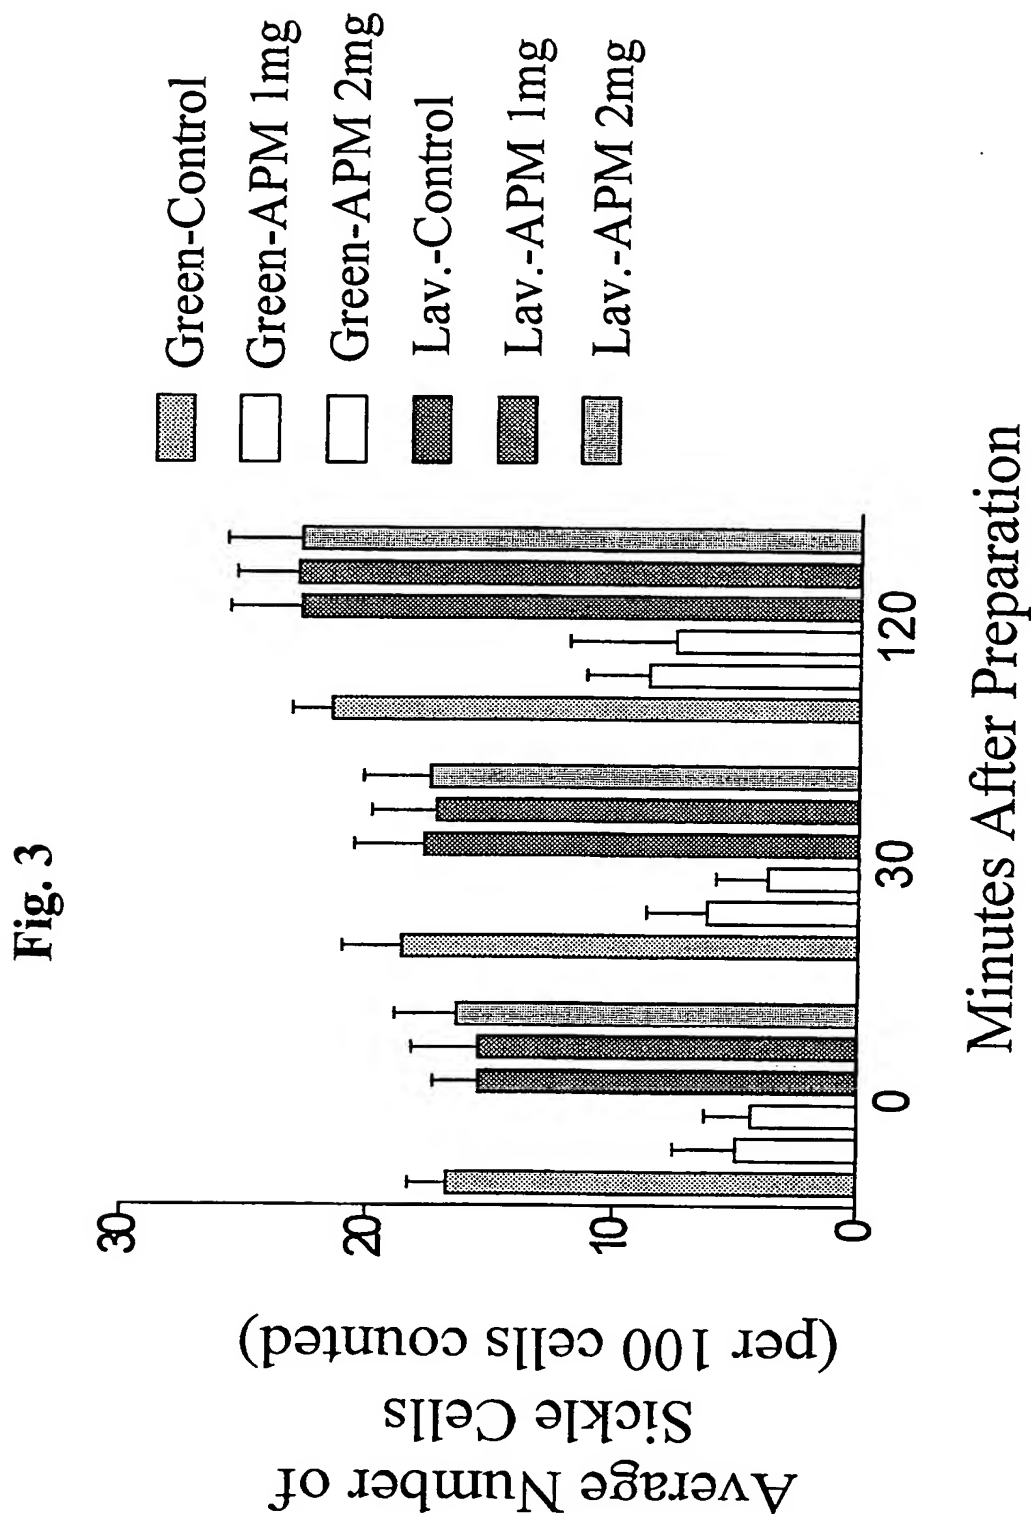 Fig. 3
Average Number of
Sickle Cells
(per 100 cells counted)
30
20
10
0
0
30
120
Minutes After Preparation
Green-Control
Green-APM 1mg
Green-APM 2mg
Lav.-Control
Lav.-APM 1mg
Lav.-APM 2mg